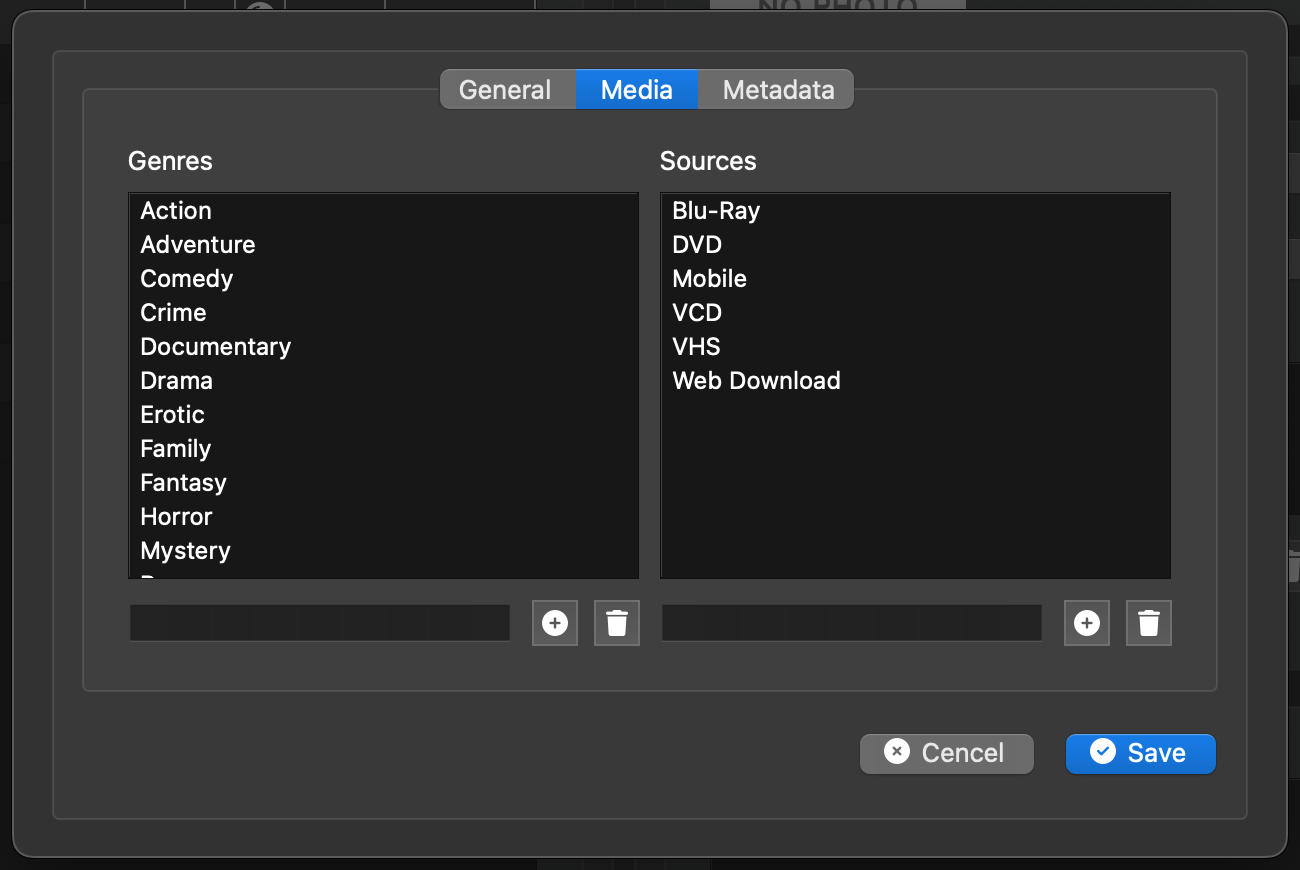 NO PHOTO
General Media Metadata
Genres
Action
Adventure
Comedy
Crime
Documentary
Drama
Erotic
Family
Fantasy
Horror
Mystery
Sources
Blu-Ray
DVD
Mobile
VCD
VHS
Web Download
Cencel Save